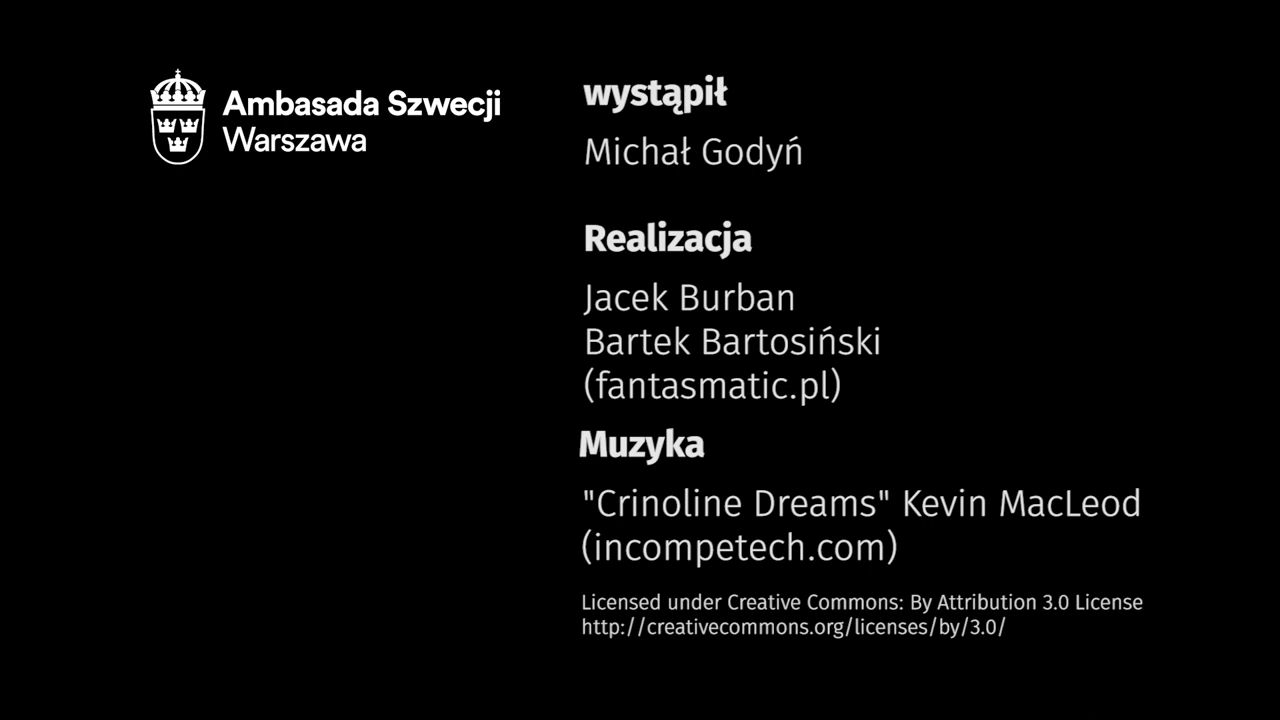 Ambasada Szwecji
Warszawa
wystąpił
Michał Godyń
Realizacja
Jacek Burban
Bartek Bartosiński
(fantasmatic.pl)
Muzyka
"Crinoline Dreams" Kevin MacLeod
(incompetech.com)
Licensed under Creative Commons: By Attribution 3.0 License
http://creativecommons.org/licenses/by/3.0/